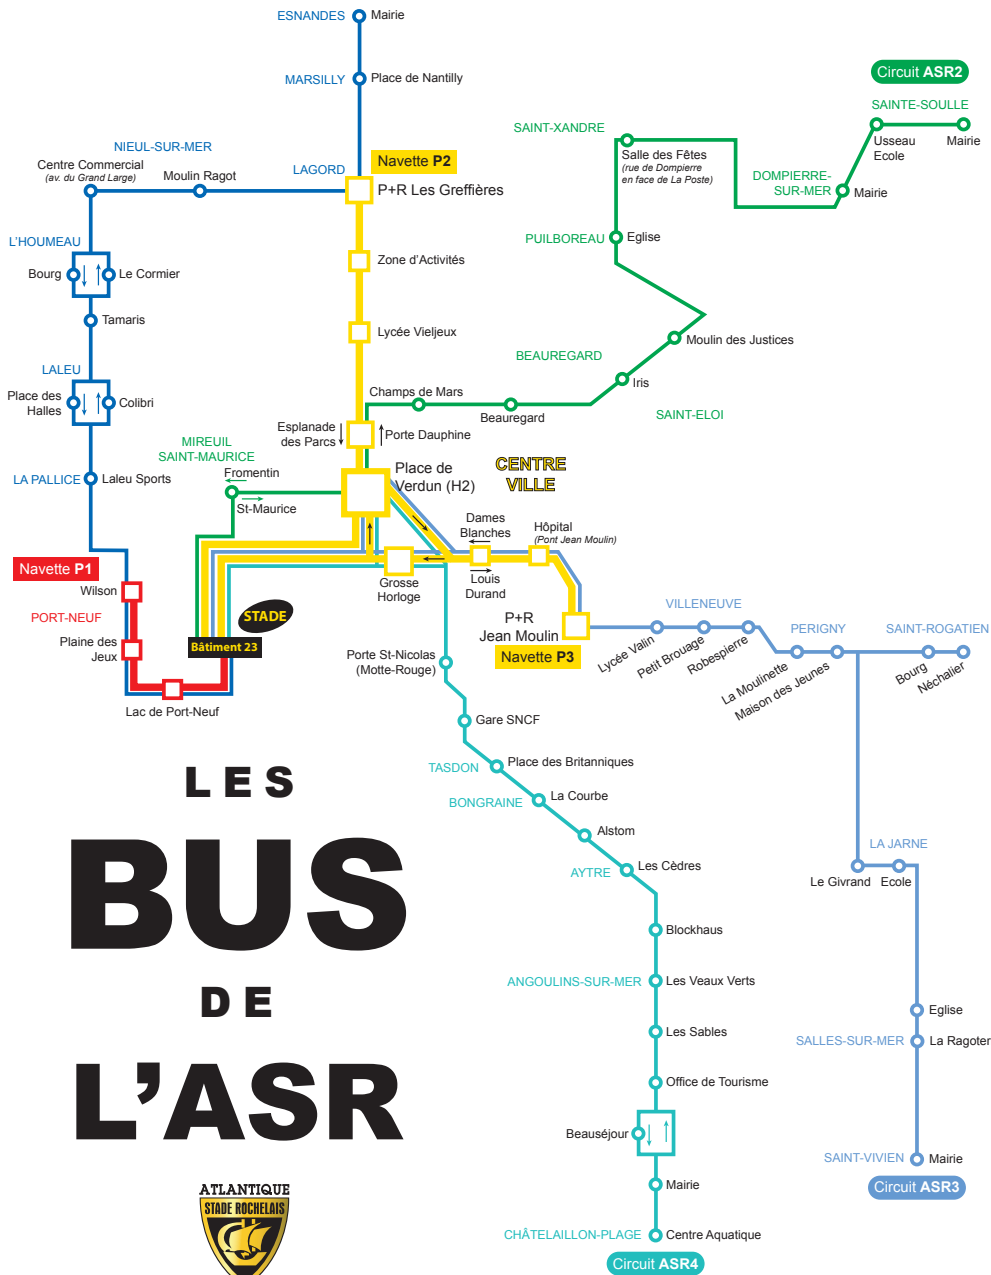 ESNANDES
Mairie
MARSILLY
Place de Nantilly
Circuit ASR2
SAINTE-SOULLE
Usseau
Ecole
Mairie
SAINT-XANDRE
Salle des Fêtes
(rue de Dompierre
en face de La Poste)
DOMPIERRE-
SUR-MER
Mairie
NIEUL-SUR-MER
Centre Commercial
(av. du Grand Large)
Moulin Ragot
LAGORD
Navette P2
P+R Les Greffières
L'HOUMEAU
Bourg
Le Cormier
Zone d'Activités
PUILBOREAU
Eglise
Tamaris
Lycée Vieljeux
Moulin des Justices
LALEU
BEAUREGARD
Iris
Place des
Halles
Colibri
Champs de Mars
Beauregard
SAINT-ELOI
Esplanade
des Parcs
Porte Dauphine
MIREUIL
SAINT-MAURICE
Fromentin
St-Maurice
Place de
Verdun (H2)
CENTRE
VILLE
LA PALLICE
Laleu Sports
Dames
Blanches
Hôpital
(Pont Jean Moulin)
Navette P1
Wilson
Grosse
Horloge
Louis
Durand
PORT-NEUF
STADE
Plaine des
Jeux
Bâtiment 23
P+R
Jean Moulin
Navette P3
VILLENEUVE
PERIGNY
SAINT-ROGATIEN
Lycée Valin
Petit Brouage
Robespierre
La Moulinette
Maison des Jeunes
Bourg
Néchalier
Porte St-Nicolas
(Motte-Rouge)
Lac de Port-Neuf
Gare SNCF
TASDON
Place des Britanniques
BONGRAINE
La Courbe
Alstom
AYTRE
Les Cèdres
LA JARNE
Le Givrand
Ecole
Blockhaus
ANGOULINS-SUR-MER
Les Veaux Verts
Eglise
Les Sables
SALLES-SUR-MER
La Ragoter
Office de Tourisme
Beauséjour
SAINT-VIVIEN
Mairie
Circuit ASR3
Mairie
CHÂTELAILLON-PLAGE
Centre Aquatique
Circuit ASR4
LES
BUS
DE
L'ASR
ATLANTIQUE
STADE ROCHELAIS